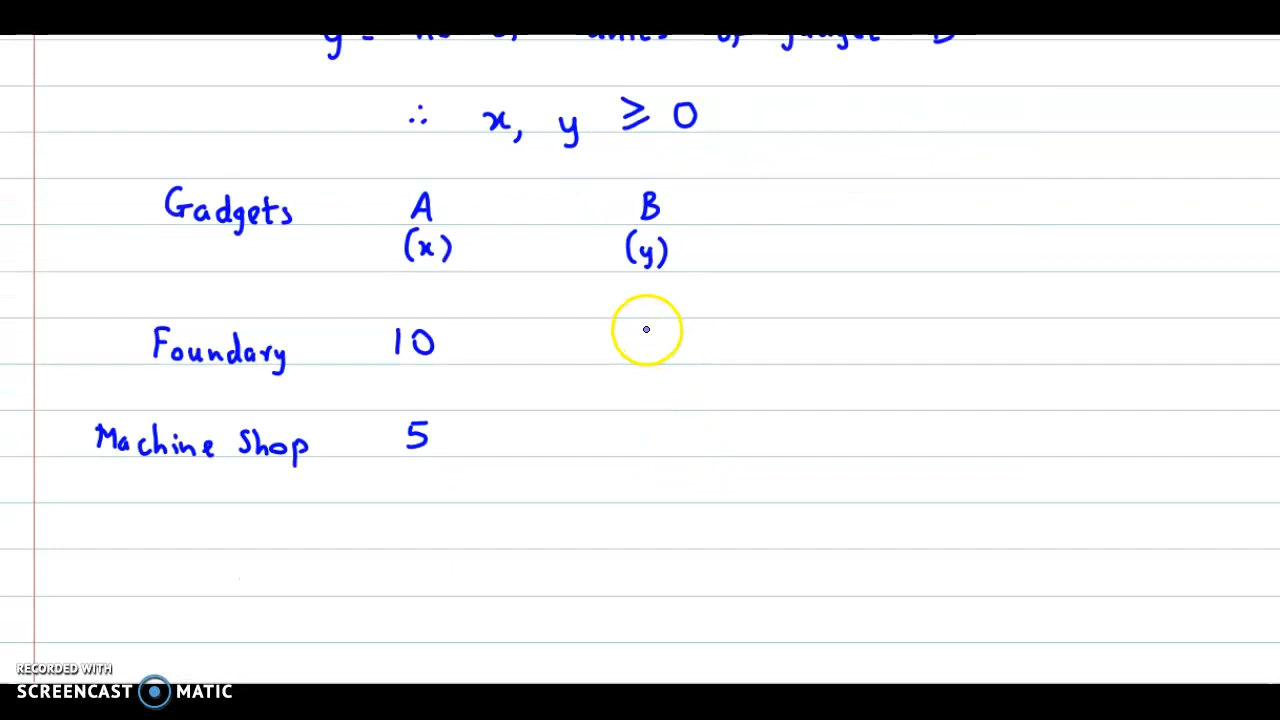 ∴ x, y ≥ 0
Gadgets A B
(x) (y)
Foundary 10
Machine Shop 5
RECORDED WITH
SCREENCAST MATIC